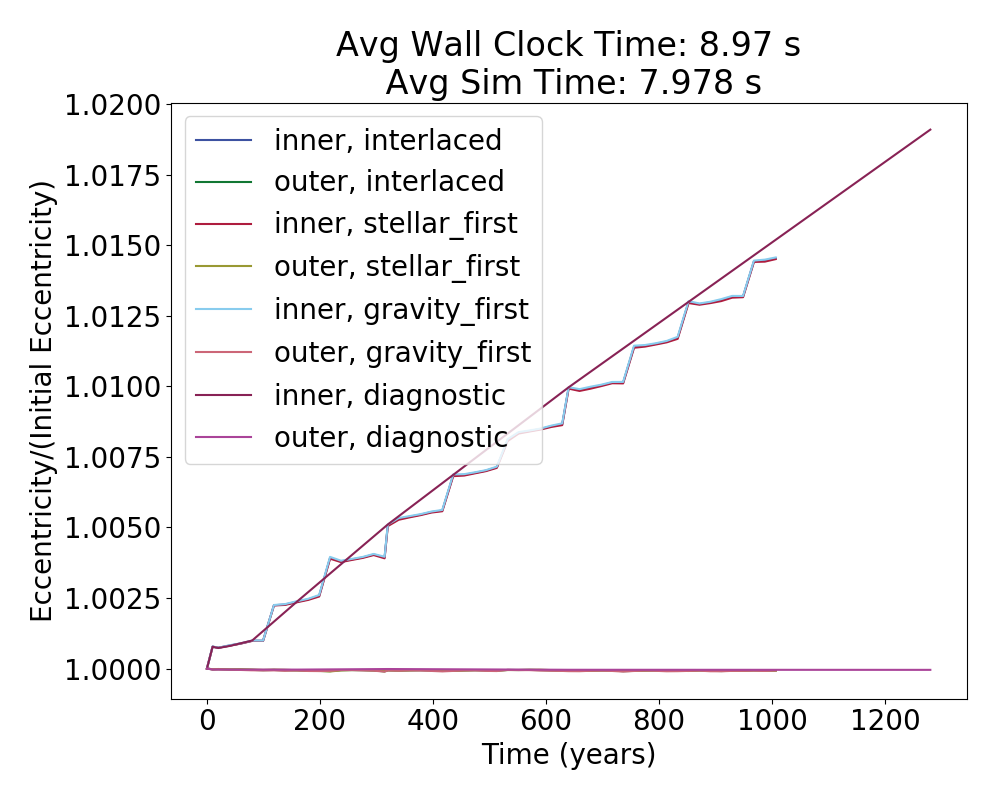 Avg Wall Clock Time: 8.97 s
Avg Sim Time: 7.978 s
1.0200
1.0175
1.0150
1.0125
1.0100
1.0075
1.0050
1.0025
1.0000
Eccentricity/(Initial Eccentricity)
inner, interlaced
outer, interlaced
inner, stellar_first
outer, stellar_first
inner, gravity_first
outer, gravity_first
inner, diagnostic
outer, diagnostic
0 200 400 600 800 1000 1200
Time (years)